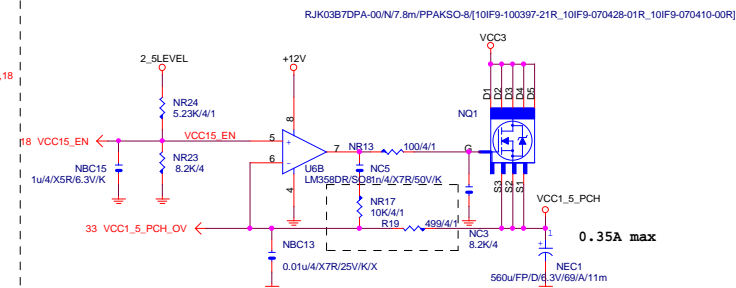 RJK03B7DPA-00/N/7.8m/PPAKSO-8/[10IF9-100397-21R_10IF9-070428-01R_10IF9-070410-00R]
,18
2_5LEVEL
+12V
VCC3
D1
D2
D3
D4
D5
NQ1
NR24
5.23K/4/1
18 VCC15_EN
VCC15_EN
5
+
8
7
NR13
100/4/1
G
6
−
4
U6B
LM358DR/SO8
NC5
1n/4/X7R/50V/K
NBC15
1u/4/X5R/6.3V/K
NR23
8.2K/4
S3
S2
S1
NR17
10K/4/1
VCC1_5_PCH
33 VCC1_5_PCH_OV
R19
499/4/1
NC3
8.2K/4
1
+
0.35A max
NBC13
0.01u/4/X7R/25V/K/X
NEC1
560u/FP/D/6.3V/69/A/11m